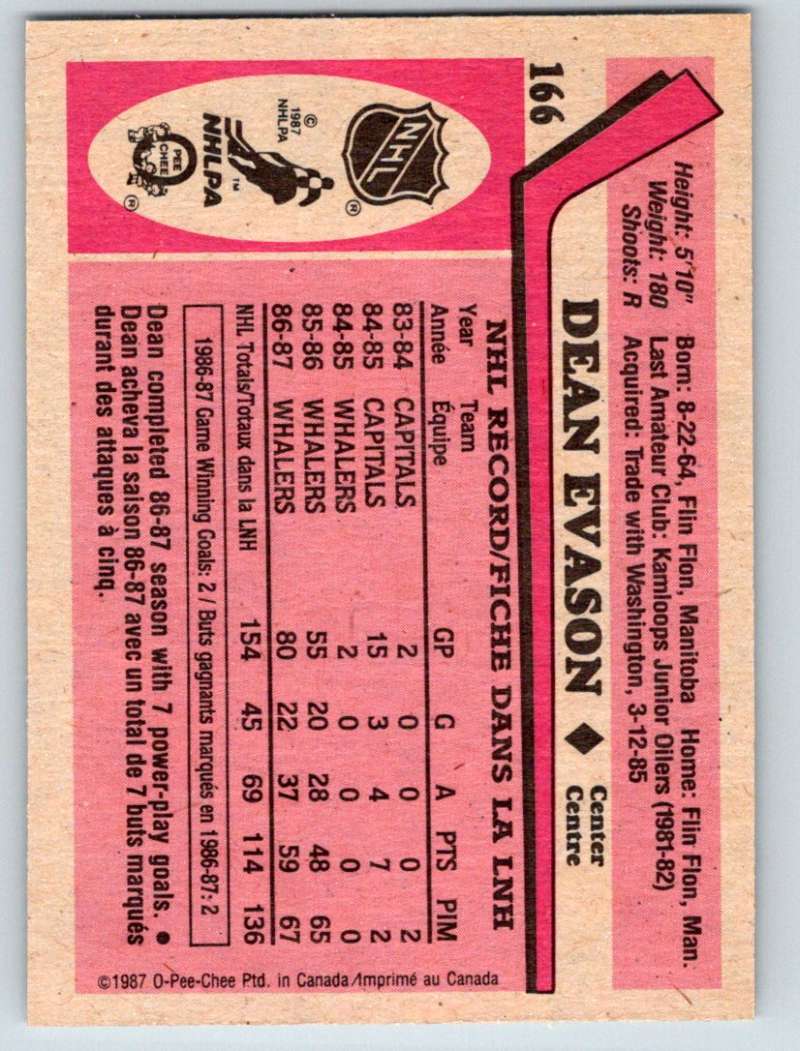 166
Height: 5'10" Born: 8-22-64, Flin Flon, Manitoba Home: Flin Flon, Man.
Weight: 180 Last Amateur Club: Kamloops Junior Oilers (1981-82)
Shoots: R Acquired: Trade with Washington, 3-12-85
DEAN EVASON ◆ Center
Centre
NHL
®
© 1987 NHLPA
NHLPA ™
O PEE CHEE ®
NHL RECORD/FICHE DANS LA LNH
Year Team GP G A PTS PIM
Année Équipe
83-84 CAPITALS 2 0 0 0 2
84-85 CAPITALS 15 3 4 7 2
84-85 WHALERS 2 0 0 0 0
85-86 WHALERS 55 20 28 48 65
86-87 WHALERS 80 22 37 59 67
NHL Totals/Totaux dans la LNH 154 45 69 114 136
1986-87 Game Winning Goals: 2 / Buts gagnants marqués en 1986-87: 2
Dean completed 86-87 season with 7 power-play goals. ●
Dean acheva la saison 86-87 avec un total de 7 buts marqués
durant des attaques à cinq.
©1987 O-Pee-Chee Ptd. in Canada/Imprimé au Canada